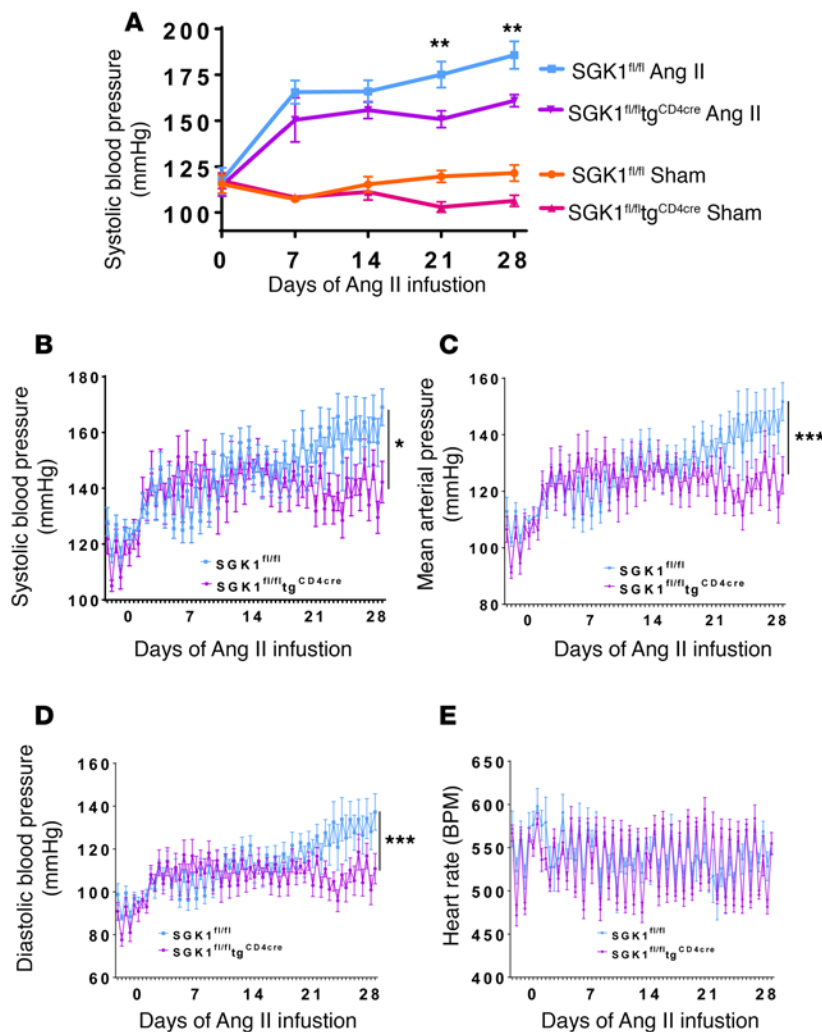 A
Systolic blood pressure
(mmHg)
200
175
150
125
100
**
**
0 7 14 21 28
Days of Ang II infustion
SGK1fl/fl Ang II
SGK1fl/fltgCD4cre Ang II
SGK1fl/fl Sham
SGK1fl/fltgCD4cre Sham
B
Systolic blood pressure
(mmHg)
180
160
140
120
100
*
SGK1fl/fl
SGK1fl/fltgCD4cre
0 7 14 21 28
Days of Ang II infustion
C
Mean arterial pressure
(mmHg)
160
140
120
100
80
***
SGK1fl/fl
SGK1fl/fltgCD4cre
0 7 14 21 28
Days of Ang II infustion
D
Diastolic blood pressure
(mmHg)
160
140
120
100
80
60
***
SGK1fl/fl
SGK1fl/fltgCD4cre
0 7 14 21 28
Days of Ang II infustion
E
Heart rate (BPM)
650
600
550
500
450
400
SGK1fl/fl
SGK1fl/fltgCD4cre
0 7 14 21 28
Days of Ang II infustion